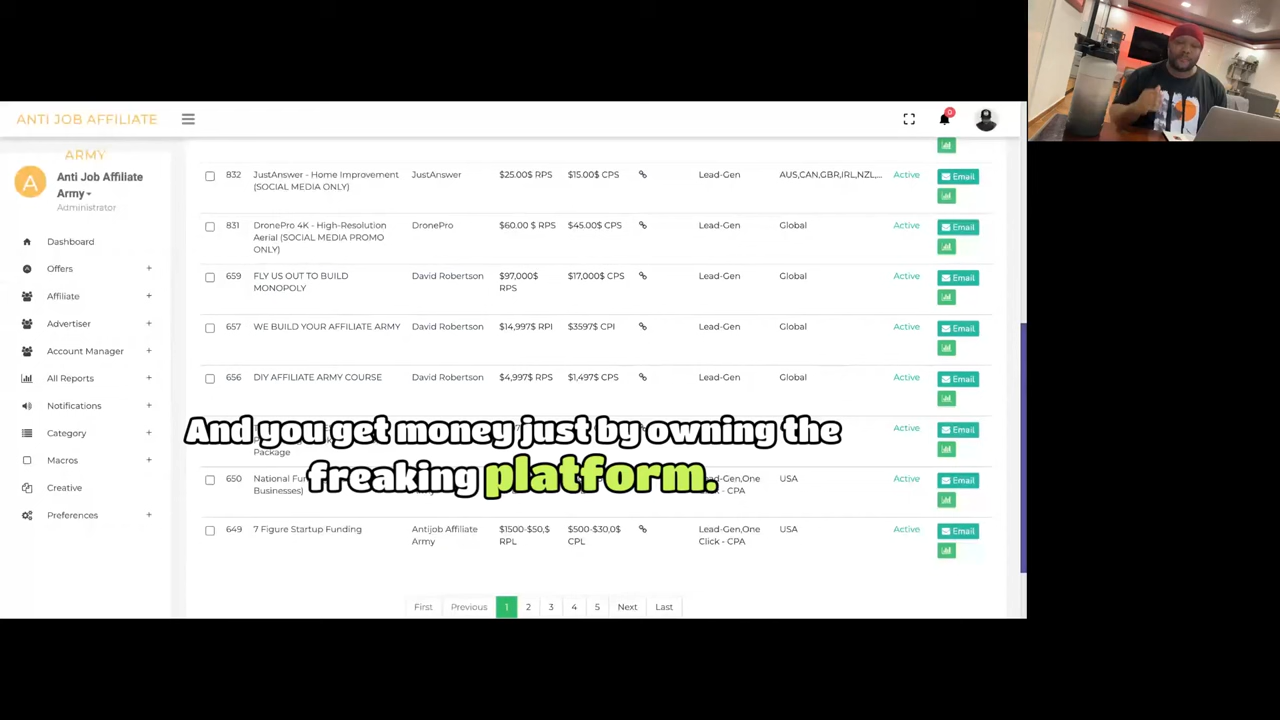 ANTI JOB AFFILIATE
ARMY
0
A
Anti Job Affiliate
Army
Administrator
Dashboard
Offers +
Affiliate +
Advertiser +
Account Manager +
All Reports +
Notifications +
Category +
Macros +
Creative
Preferences +
832 JustAnswer - Home Improvement JustAnswer $25.00$ RPS $15.00$ CPS Lead-Gen AUS,CAN,GBR,IRL,NZL,... Active Email
(SOCIAL MEDIA ONLY)
831 DronePro 4K - High-Resolution DronePro $60.00 $ RPS $45.00$ CPS Lead-Gen Global Active Email
Aerial (SOCIAL MEDIA PROMO
ONLY)
659 FLY US OUT TO BUILD David Robertson $97,000$ $17,000$ CPS Lead-Gen Global Active Email
MONOPOLY RPS
657 WE BUILD YOUR AFFILIATE ARMY David Robertson $14,997$ RPI $3597$ CPI Lead-Gen Global Active Email
656 DIY AFFILIATE ARMY COURSE David Robertson $4,997$ RPS $1,497$ CPS Lead-Gen Global Active Email
Active Email
Package
And you get money just by owning the
freaking platform.
650 National Fun Lead-Gen,One USA Active Email
Businesses) Army Click - CPA
649 7 Figure Startup Funding Antijob Affiliate $1500-$50,$ $500-$30,0$ Lead-Gen,One USA Active Email
Army RPL CPL Click - CPA
First Previous 1 2 3 4 5 Next Last